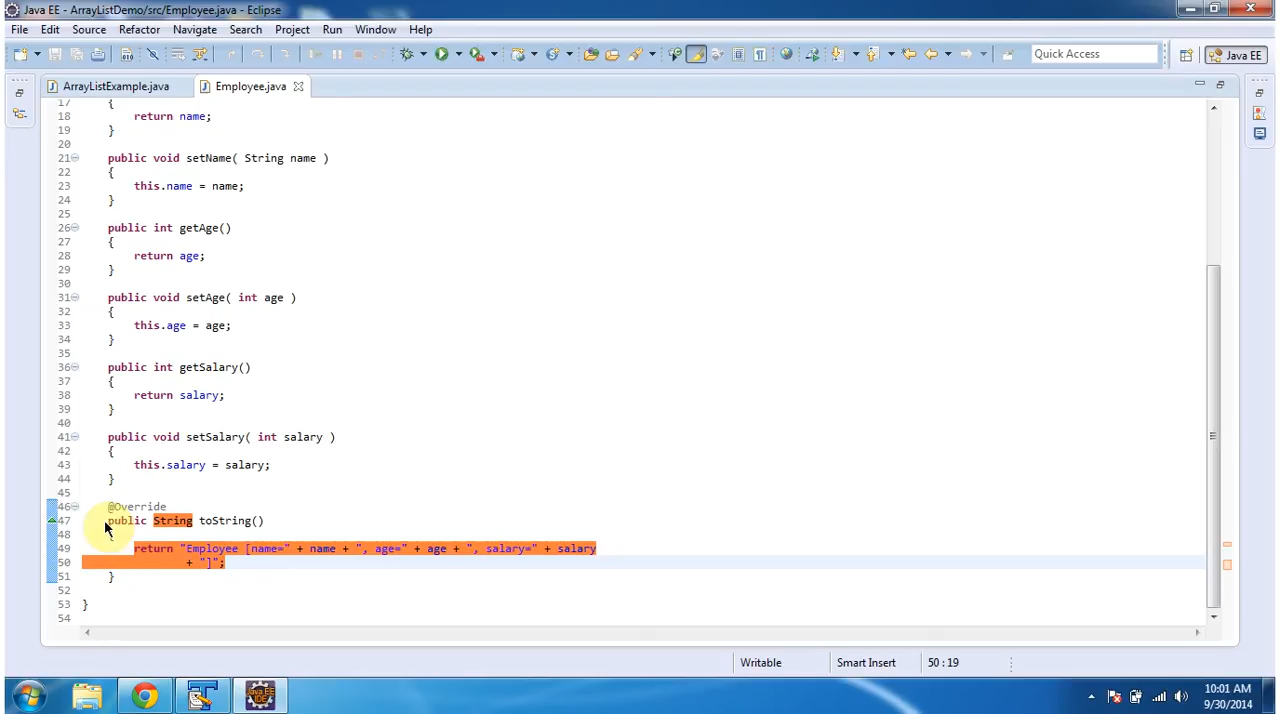 Java EE - ArrayListDemo/src/Employee.java - Eclipse
File Edit Source Refactor Navigate Search Project Run Window Help
Quick Access Java EE
ArrayListExample.java Employee.java
17 {
18 return name;
19 }
20
21 public void setName( String name )
22 {
23 this.name = name;
24 }
25
26 public int getAge()
27 {
28 return age;
29 }
30
31 public void setAge( int age )
32 {
33 this.age = age;
34 }
35
36 public int getSalary()
37 {
38 return salary;
39 }
40
41 public void setSalary( int salary )
42 {
43 this.salary = salary;
44 }
45
46 @Override
47 public String toString()
48 {
49 return "Employee [name=" + name + ", age=" + age + ", salary=" + salary
50 + "]";
51 }
52
53 }
54
Writable Smart Insert 50 : 19
Java EE IDE
10:01 AM
9/30/2014